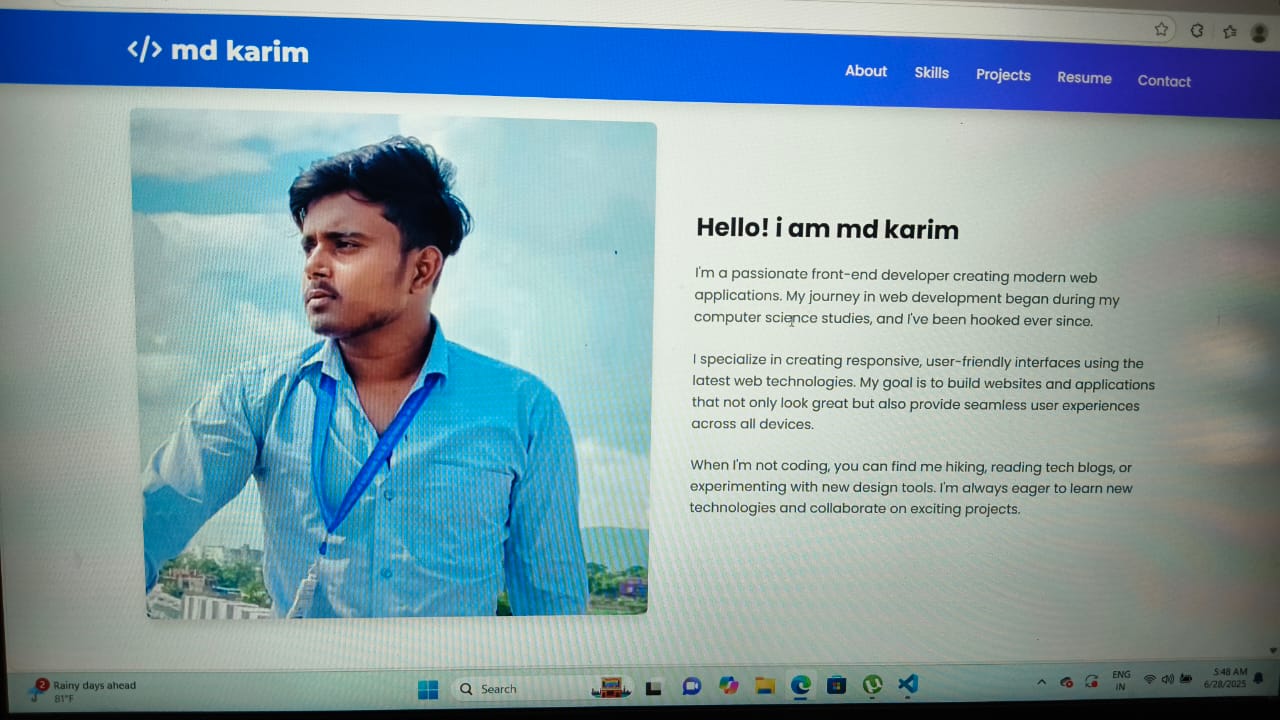 </> md karim
About Skills Projects Resume Contact
Hello! i am md karim
I'm a passionate front-end developer creating modern web
applications. My journey in web development began during my
computer science studies, and I've been hooked ever since.
I specialize in creating responsive, user-friendly interfaces using the
latest web technologies. My goal is to build websites and applications
that not only look great but also provide seamless user experiences
across all devices.
When I'm not coding, you can find me hiking, reading tech blogs, or
experimenting with new design tools. I'm always eager to learn new
technologies and collaborate on exciting projects.
2
Rainy days ahead
81°F
Search
ENG
IN
5:48 AM
6/28/2025